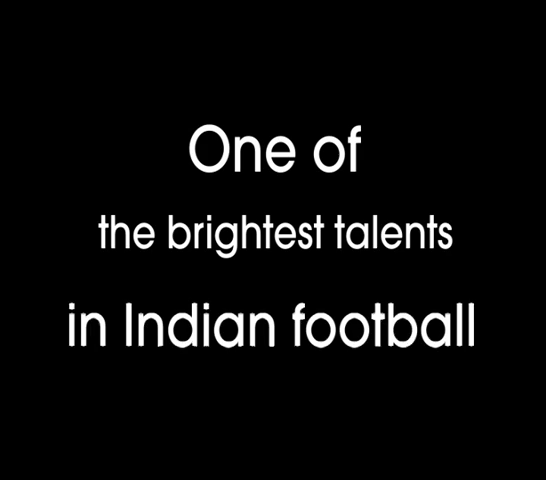 One of
the brightest talents
in Indian football